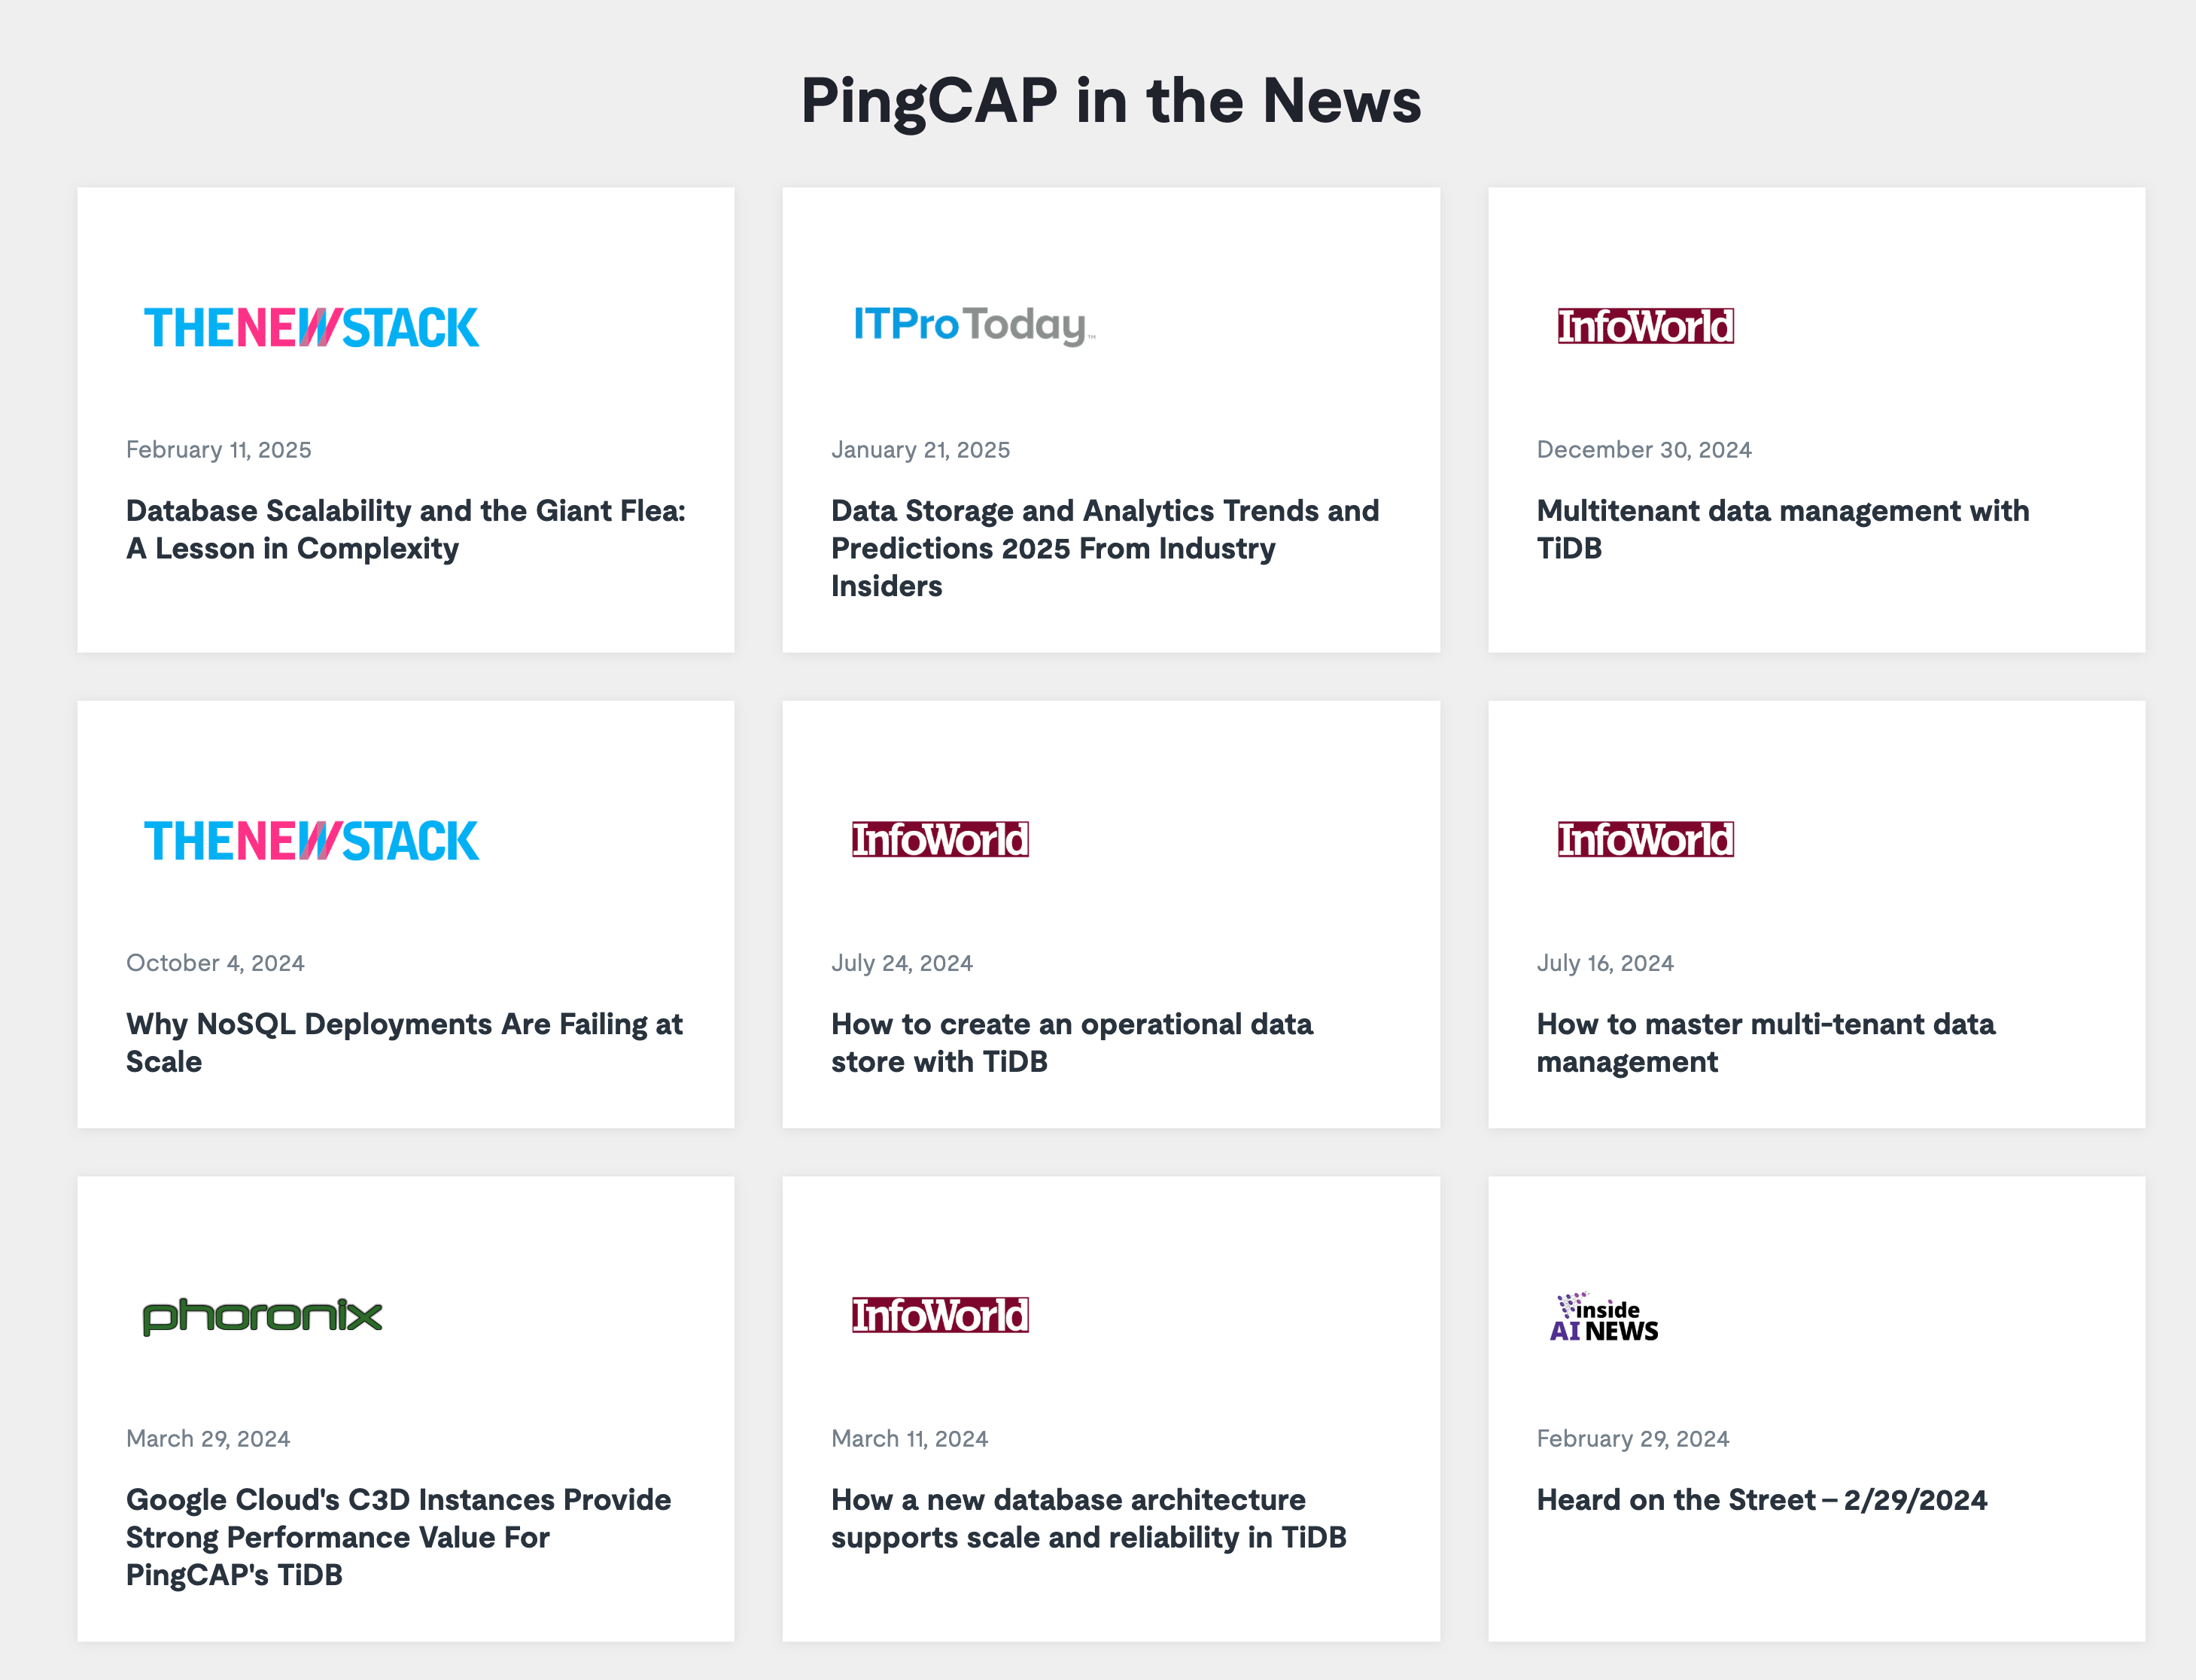 PingCAP in the News
THENEWSTACK
February 11, 2025
Database Scalability and the Giant Flea:
A Lesson in Complexity
ITPro Today™
January 21, 2025
Data Storage and Analytics Trends and
Predictions 2025 From Industry
Insiders
InfoWorld
December 30, 2024
Multitenant data management with
TiDB
THENEWSTACK
October 4, 2024
Why NoSQL Deployments Are Failing at
Scale
InfoWorld
July 24, 2024
How to create an operational data
store with TiDB
InfoWorld
July 16, 2024
How to master multi-tenant data
management
phoronix
March 29, 2024
Google Cloud's C3D Instances Provide
Strong Performance Value For
PingCAP's TiDB
InfoWorld
March 11, 2024
How a new database architecture
supports scale and reliability in TiDB
inside
AI NEWS
February 29, 2024
Heard on the Street – 2/29/2024